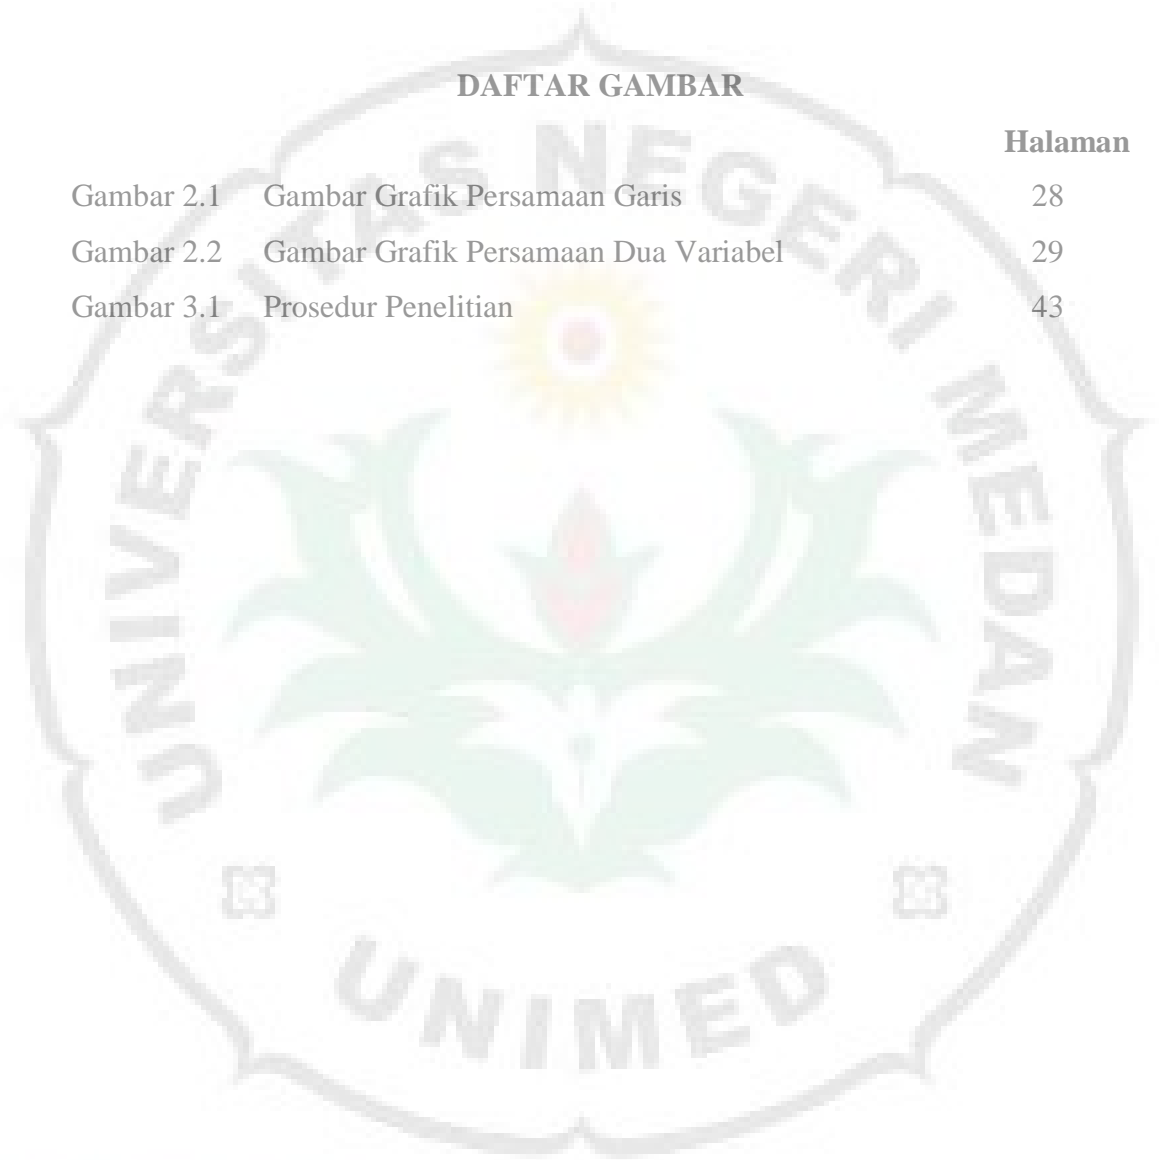 DAFTAR GAMBAR
Halaman
Gambar 2.1 Gambar Grafik Persamaan Garis 28
Gambar 2.2 Gambar Grafik Persamaan Dua Variabel 29
Gambar 3.1 Prosedur Penelitian 43
UNIVERSITAS NEGERI MEDAN
UNIMED